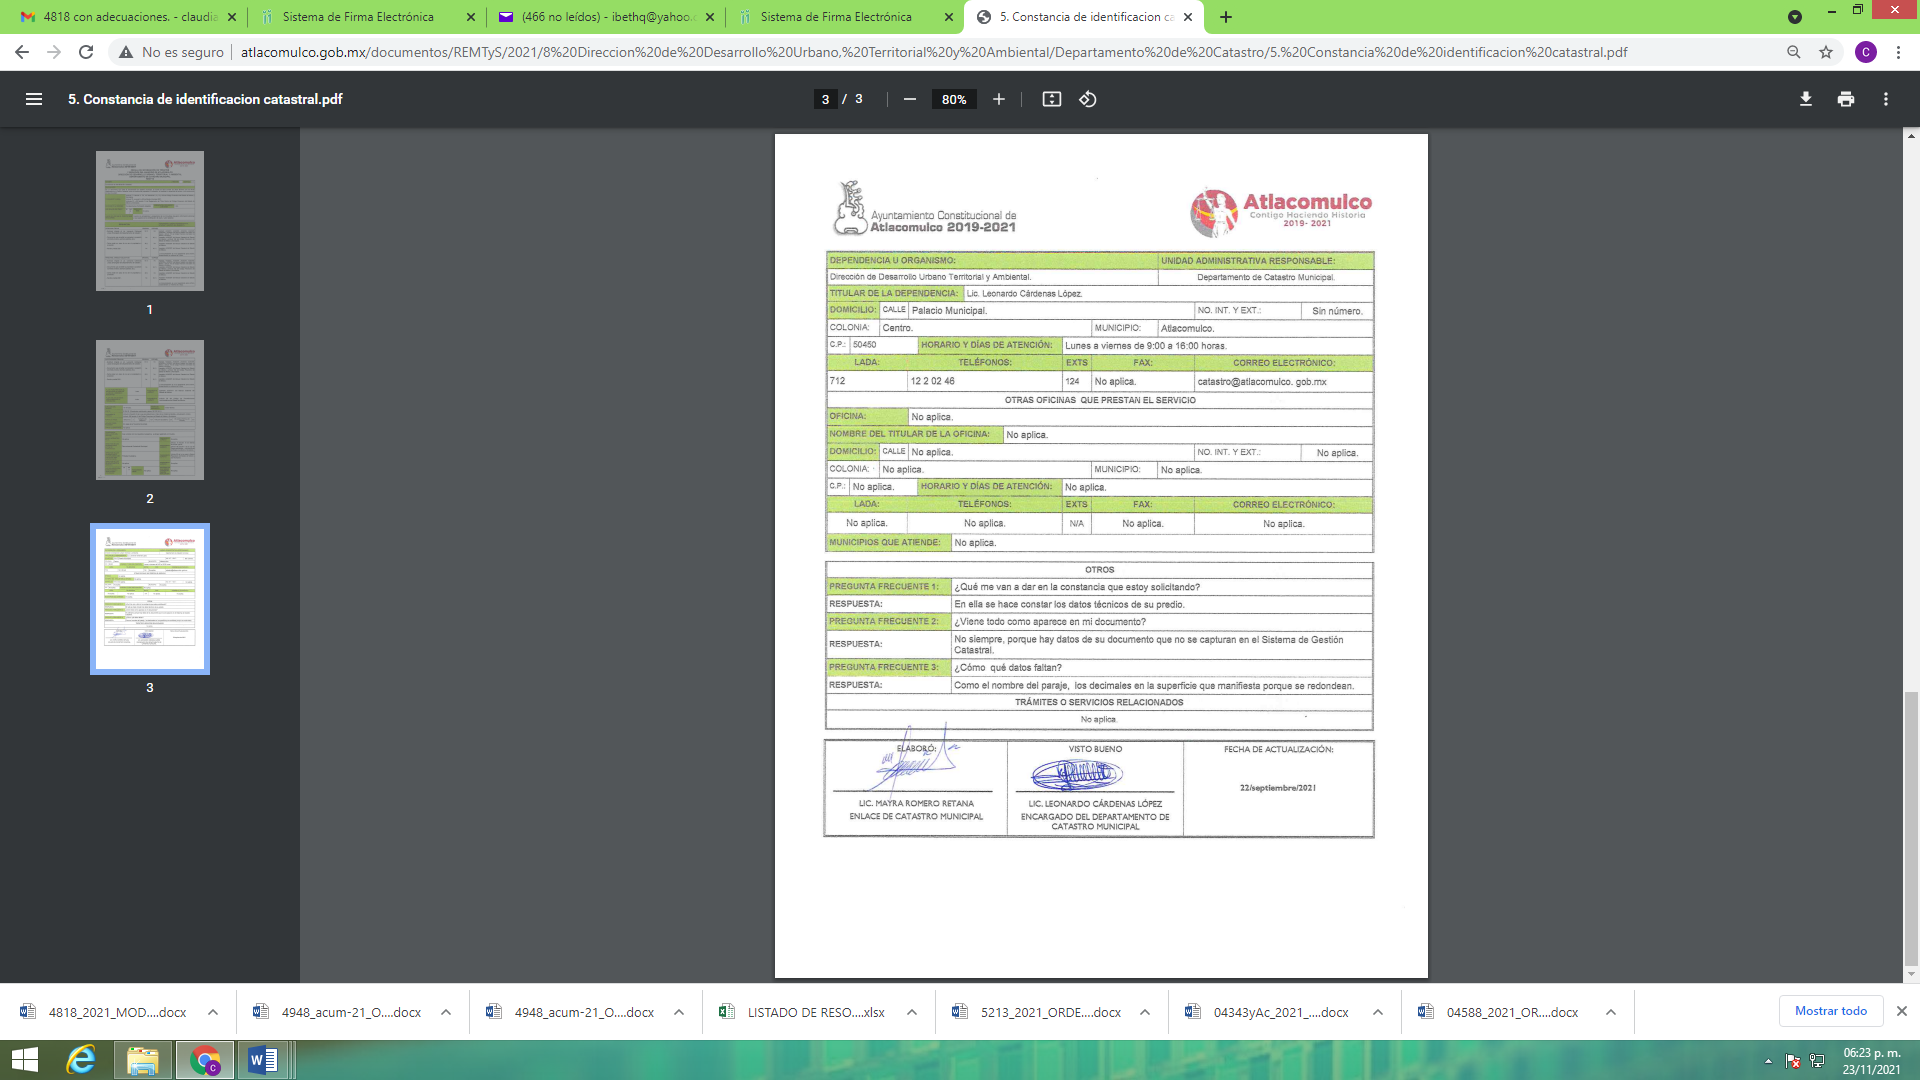 4818 con adecuaciones. - claudia
Sistema de Firma Electrónica
(466 no leídos) - ibethq@yahoo.c
Sistema de Firma Electrónica
5. Constancia de identificacion ca
No es seguro
atlacomulco.gob.mx/documentos/REMTyS/2021/8%20Direccion%20de%20Desarrollo%20Urbano,%20Territorial%20y%20Ambiental/Departamento%20de%20Catastro/5.%20Constancia%20de%20identificacion%20catastral.pdf
C
5. Constancia de identificacion catastral.pdf
3 / 3
80%
1
2
3
Ayuntamiento Constitucional de
Atlacomulco 2019-2021
Atlacomulco
Contigo Haciendo Historia
2019- 2021
DEPENDENCIA U ORGANISMO: UNIDAD ADMINISTRATIVA RESPONSABLE:
Dirección de Desarrollo Urbano Territorial y Ambiental. Departamento de Catastro Municipal.
TITULAR DE LA DEPENDENCIA: Lic. Leonardo Cárdenas López.
DOMICILIO: CALLE Palacio Municipal. NO. INT. Y EXT.: Sin número.
COLONIA: Centro. MUNICIPIO: Atlacomulco.
C.P.: 50450 HORARIO Y DÍAS DE ATENCIÓN: Lunes a viernes de 9:00 a 16:00 horas.
LADA: TELÉFONOS: EXTS FAX: CORREO ELECTRÓNICO:
712 12 2 02 46 124 No aplica. catastro@atlacomulco. gob.mx
OTRAS OFICINAS QUE PRESTAN EL SERVICIO
OFICINA: No aplica.
NOMBRE DEL TITULAR DE LA OFICINA: No aplica.
DOMICILIO: CALLE No aplica. NO. INT. Y EXT.: No aplica.
COLONIA: No aplica. MUNICIPIO: No aplica.
C.P.: No aplica. HORARIO Y DÍAS DE ATENCIÓN: No aplica.
LADA: TELÉFONOS: EXTS FAX: CORREO ELECTRÓNICO:
No aplica. No aplica. N/A No aplica. No aplica.
MUNICIPIOS QUE ATIENDE: No aplica.
OTROS
PREGUNTA FRECUENTE 1: ¿Qué me van a dar en la constancia que estoy solicitando?
RESPUESTA: En ella se hace constar los datos técnicos de su predio.
PREGUNTA FRECUENTE 2: ¿Viene todo como aparece en mi documento?
RESPUESTA: No siempre, porque hay datos de su documento que no se capturan en el Sistema de Gestión
Catastral.
PREGUNTA FRECUENTE 3: ¿Cómo qué datos faltan?
RESPUESTA: Como el nombre del paraje, los decimales en la superficie que manifiesta porque se redondean.
TRÁMITES O SERVICIOS RELACIONADOS
No aplica.
ELABORÓ: VISTO BUENO FECHA DE ACTUALIZACIÓN:
22/septiembre/2021
LIC. MAYRA ROMERO RETANA LIC. LEONARDO CÁRDENAS LÓPEZ
ENLACE DE CATASTRO MUNICIPAL ENCARGADO DEL DEPARTAMENTO DE
CATASTRO MUNICIPAL
4818_2021_MOD....docx
4948_acum-21_O....docx
4948_acum-21_O....docx
LISTADO DE RESO....xlsx
5213_2021_ORDE....docx
04343yAc_2021_....docx
04588_2021_OR....docx
Mostrar todo
06:23 p. m.
23/11/2021